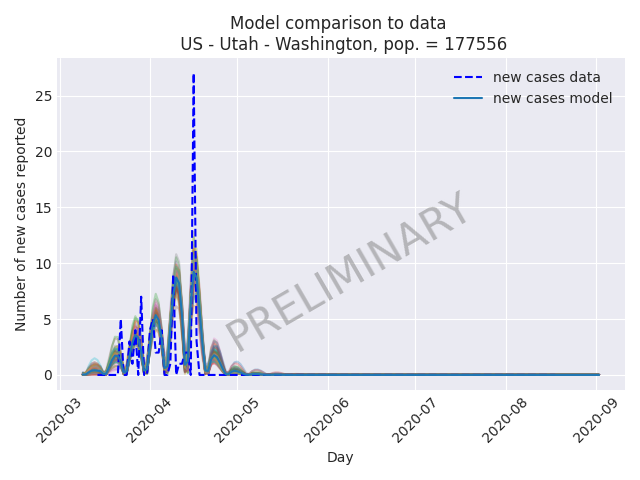 Model comparison to data
US - Utah - Washington, pop. = 177556
new cases data
new cases model
Number of new cases reported
25
20
15
10
5
0
PRELIMINARY
2020-03
2020-04
2020-05
2020-06
2020-07
2020-08
2020-09
Day